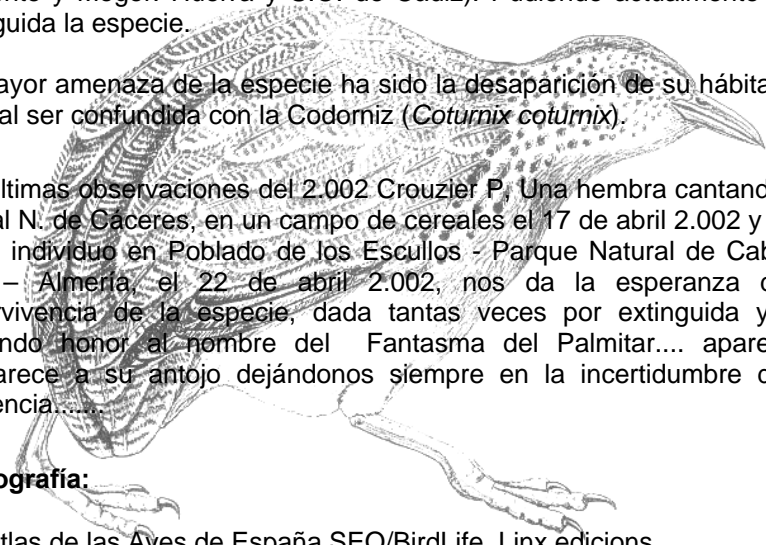 guida la especie.
ayor amenaza de la especie ha sido la desaparición de su hábita
al ser confundida con la Codorniz (Coturnix coturnix).
ltimas observaciones del 2.002 Crouzier P, Una hembra cantand
al N. de Cáceres, en un campo de cereales el 17 de abril 2.002 y
individuo en Poblado de los Escullos - Parque Natural de Cab
– Almería, el 22 de abril 2.002, nos da la esperanza
rvivencia de la especie, dada tantas veces por extinguida y
ndo honor al nombre del Fantasma del Palmitar.... apare
arece a su antojo dejándonos siempre en la incertidumbre
encia.......
ografía:
tlas de las Aves de España SEO/BirdLife. Linx edicions